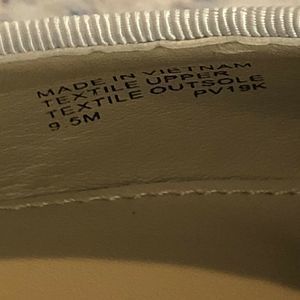 MADE IN VIETNAM
TEXTILE UPPER
TEXTILE OUTSOLE
9 5M PV19K